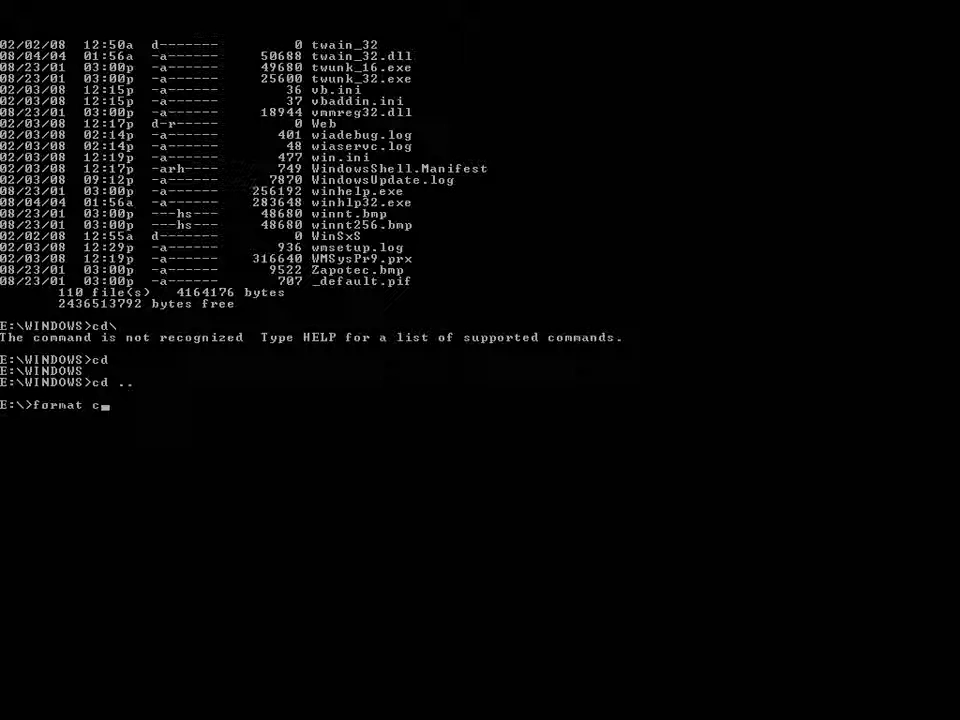 02/02/08  12:50a  d-------         0 twain_32
08/04/04  01:56a  -a------     50688 twain_32.dll
08/23/01  03:00p  -a------     49680 twunk_16.exe
08/23/01  03:00p  -a------     25600 twunk_32.exe
02/03/08  12:15p  -a------        36 vb.ini
02/03/08  12:15p  -a------        37 vbaddin.ini
08/23/01  03:00p  -a------     18944 vmmreg32.dll
02/03/08  12:17p  d-r-----         0 Web
02/03/08  02:14p  -a------       401 wiadebug.log
02/03/08  02:14p  -a------        48 wiaservc.log
02/03/08  12:19p  -a------       477 win.ini
02/03/08  12:17p  -arh----       749 WindowsShell.Manifest
02/03/08  09:12p  -a------      7870 WindowsUpdate.log
08/23/01  03:00p  -a------    256192 winhelp.exe
08/04/04  01:56a  -a------    283648 winhlp32.exe
08/23/01  03:00p  ---hs---     48680 winnt.bmp
08/23/01  03:00p  ---hs---     48680 winnt256.bmp
02/02/08  12:55a  d-------         0 WinSxS
02/03/08  12:29p  -a------       936 wmsetup.log
02/03/08  12:19p  -a------    316640 WMSysPr9.prx
08/23/01  03:00p  -a------      9522 Zapotec.bmp
08/23/01  03:00p  -a------       707 _default.pif
110 file(s)   4164176 bytes
2436513792 bytes free
E:\WINDOWS>cd\
The command is not recognized  Type HELP for a list of supported commands.
E:\WINDOWS>cd
E:\WINDOWS
E:\WINDOWS>cd ..
E:\>format c